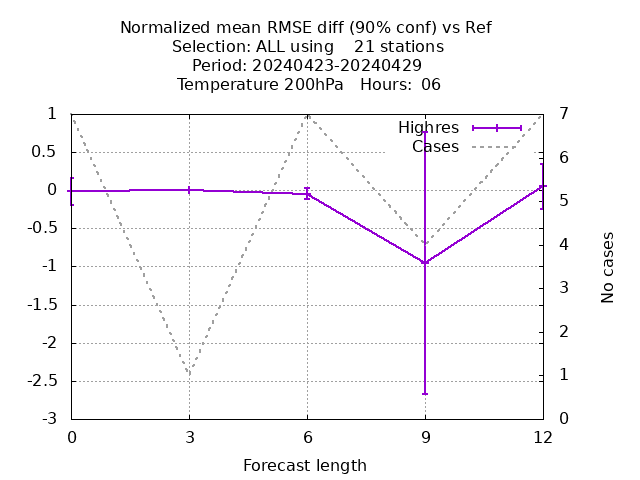 Normalized mean RMSE diff (90% conf) vs Ref
Selection: ALL using    21 stations
Period: 20240423-20240429
Temperature 200hPa   Hours:  06
1
0.5
0
-0.5
-1
-1.5
-2
-2.5
-3
Highres
Cases
7
6
5
4
3
2
1
0
No cases
0
3
6
9
12
Forecast length